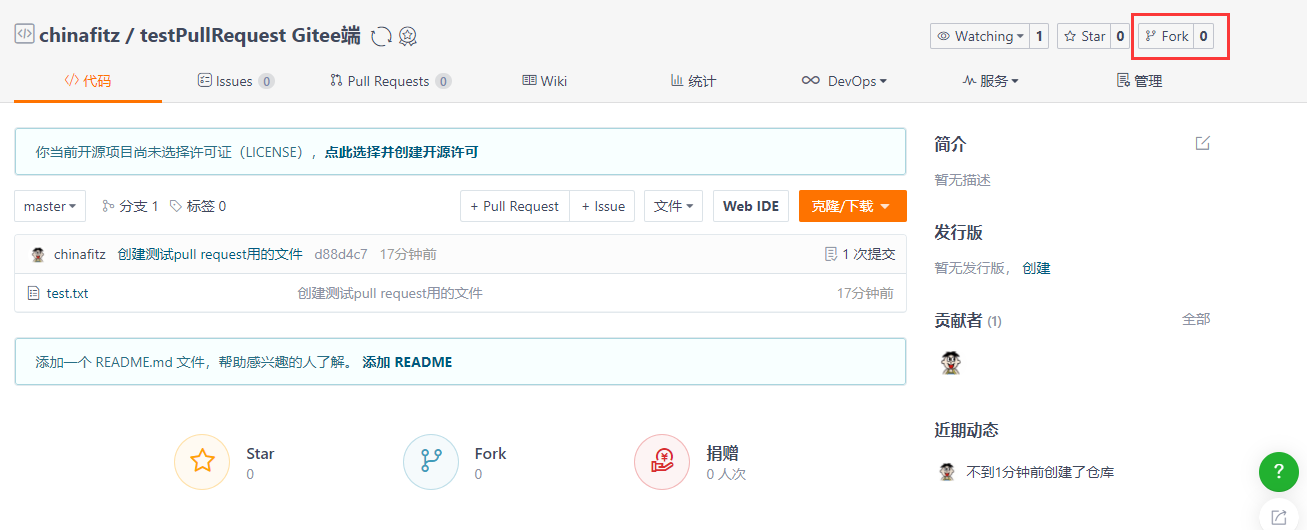 chinafitz / testPullRequest Gitee端
Watching 1 Star 0 Fork 0
代码 Issues 0 Pull Requests 0 Wiki 统计 DevOps 服务 管理
你当前开源项目尚未选择许可证（LICENSE），点此选择并创建开源许可
master 分支 1 标签 0 + Pull Request + Issue 文件 Web IDE 克隆/下载
chinafitz 创建测试pull request用的文件 d88d4c7 17分钟前 1 次提交
test.txt 创建测试pull request用的文件 17分钟前
添加一个 README.md 文件，帮助感兴趣的人了解。 添加 README
Star
0
Fork
0
捐赠
0 人次
简介
暂无描述
发行版
暂无发行版， 创建
贡献者 (1) 全部
近期动态
不到1分钟前创建了仓库
?